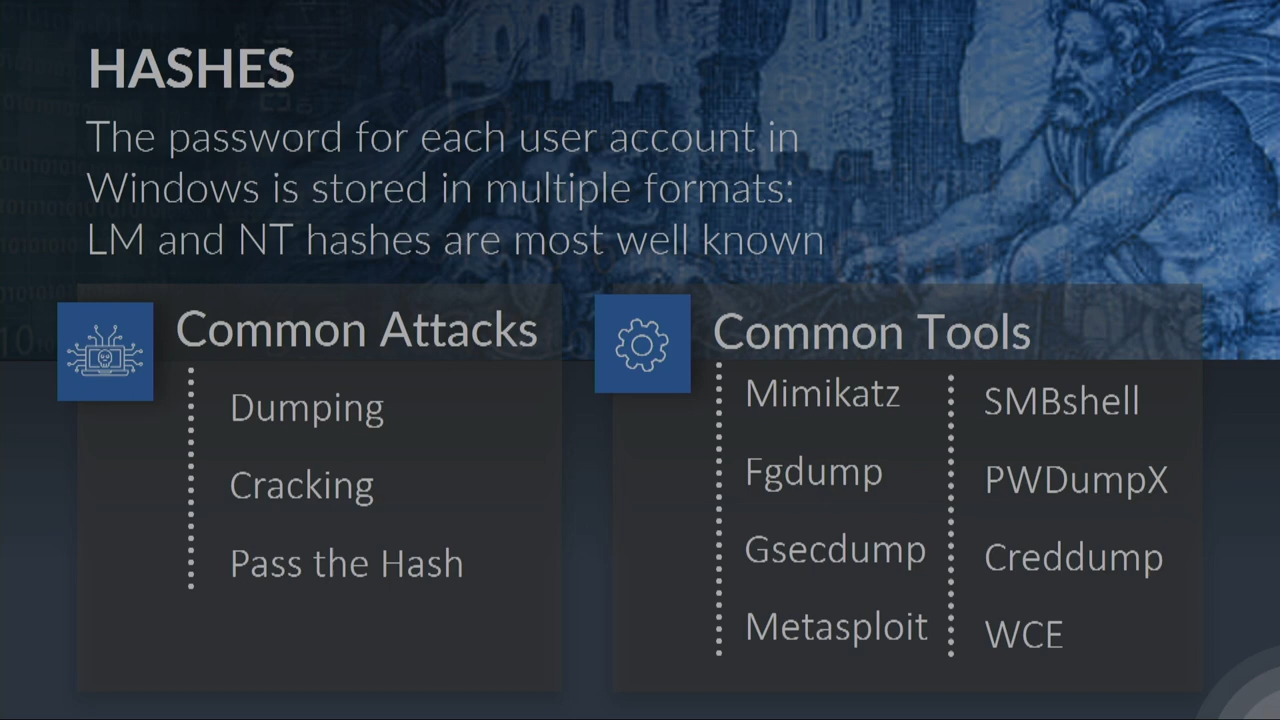 HASHES
The password for each user account in
Windows is stored in multiple formats:
LM and NT hashes are most well known
Common Attacks
Dumping
Cracking
Pass the Hash
Common Tools
Mimikatz
Fgdump
Gsecdump
Metasploit
SMBshell
PWDumpX
Creddump
WCE